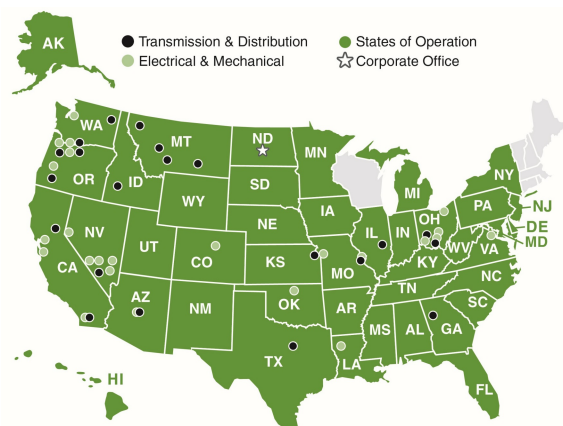 AK
Transmission & Distribution
States of Operation
Electrical & Mechanical
Corporate Office
WA
MT
ND
MN
OR
ID
SD
MI
NY
WY
IA
PA
NJ
NE
OH
DE
NV
IL
IN
MD
UT
WV
VA
CO
KS
MO
KY
CA
NC
TN
AZ
OK
AR
SC
NM
MS
AL
GA
TX
LA
HI
FL